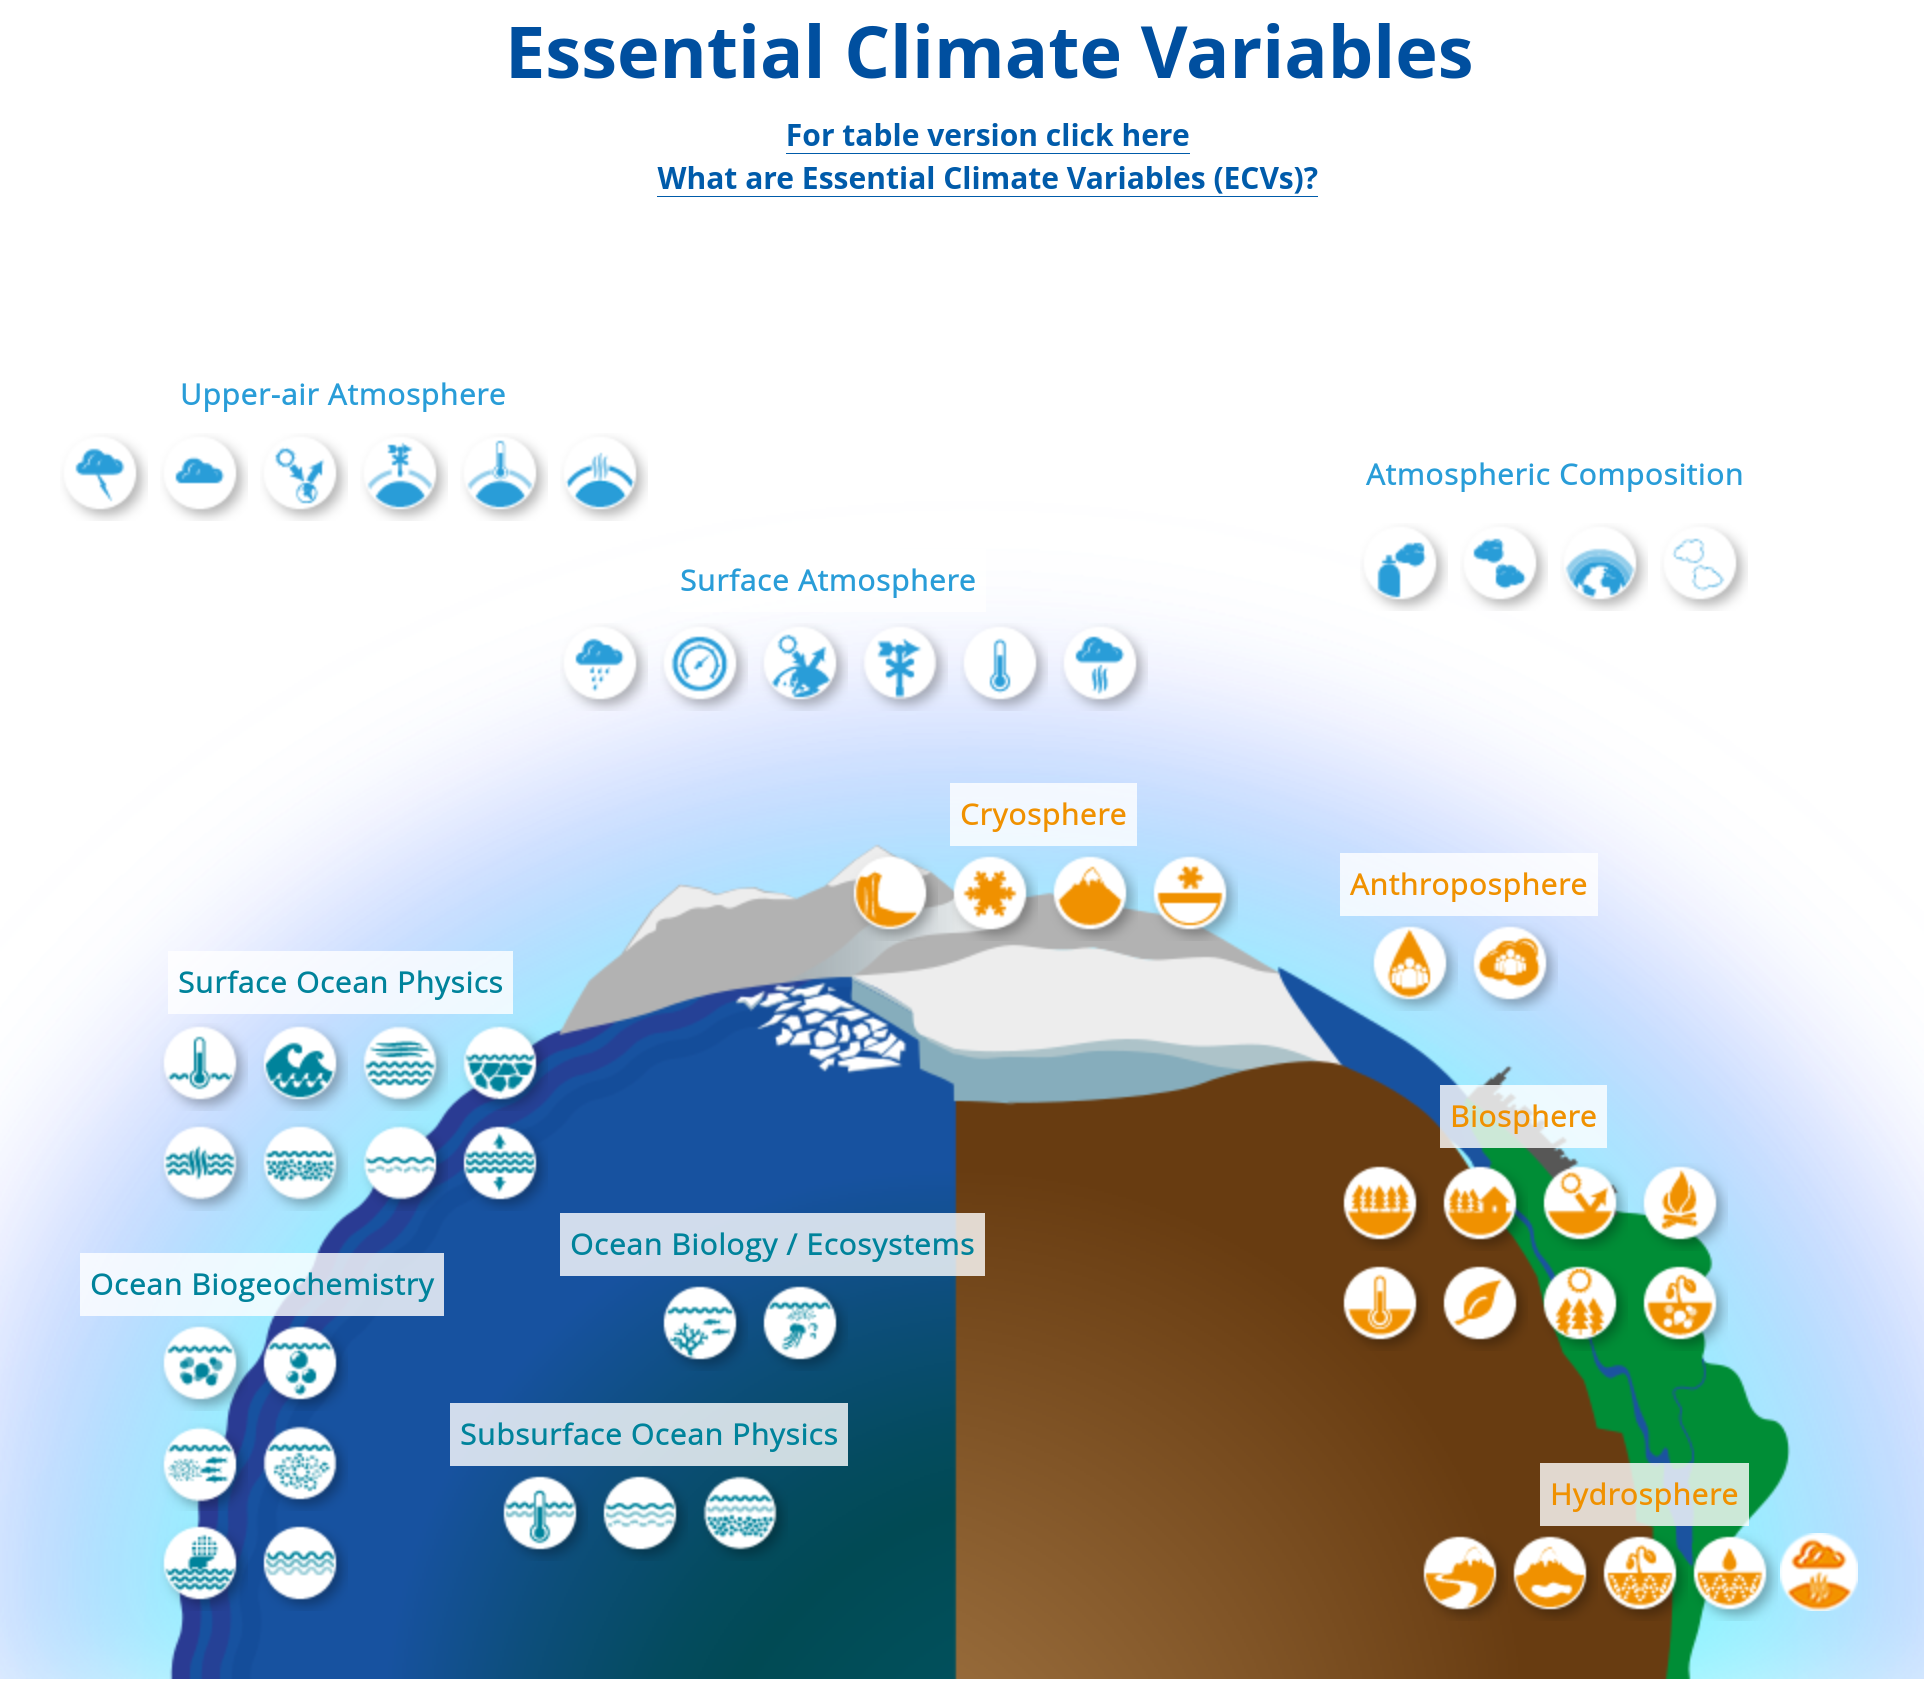 Essential Climate Variables
For table version click here
What are Essential Climate Variables (ECVs)?
Upper-air Atmosphere
Atmospheric Composition
Surface Atmosphere
Cryosphere
Anthroposphere
Surface Ocean Physics
Biosphere
Ocean Biology / Ecosystems
Ocean Biogeochemistry
Subsurface Ocean Physics
Hydrosphere